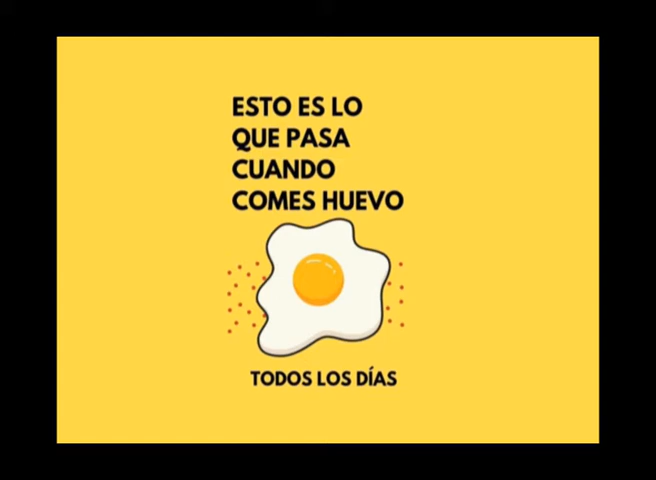 ESTO ES LO
QUE PASA
CUANDO
COMES HUEVO
TODOS LOS DÍAS